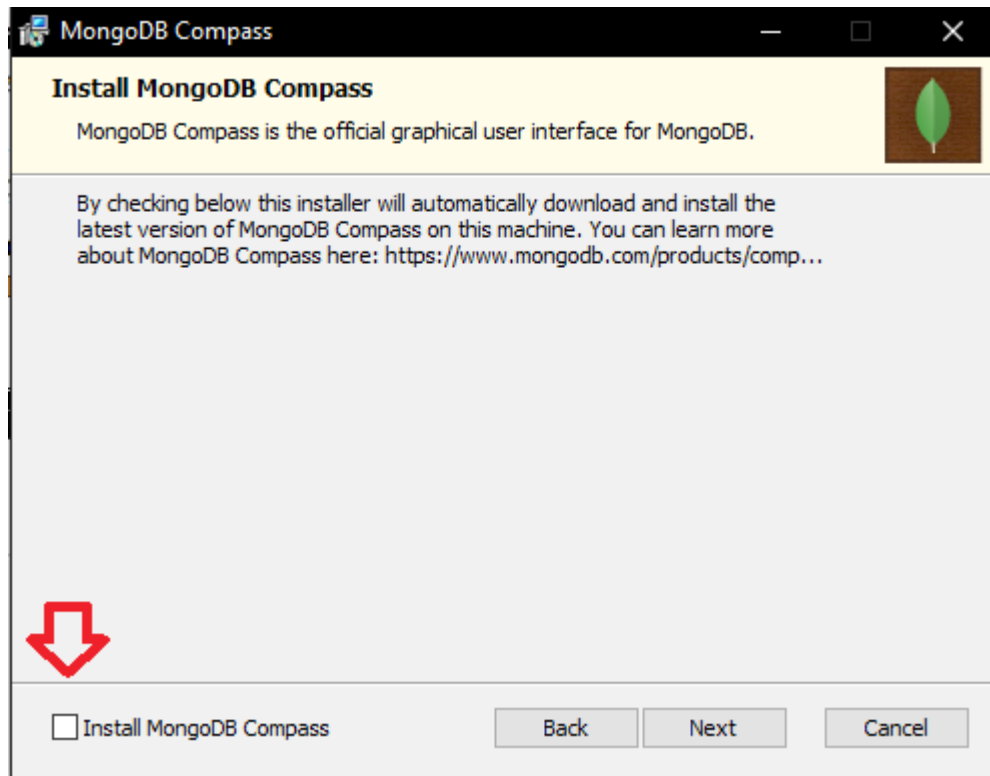 MongoDB Compass
Install MongoDB Compass
MongoDB Compass is the official graphical user interface for MongoDB.
By checking below this installer will automatically download and install the
latest version of MongoDB Compass on this machine. You can learn more
about MongoDB Compass here: https://www.mongodb.com/products/comp...
Install MongoDB Compass Back Next Cancel